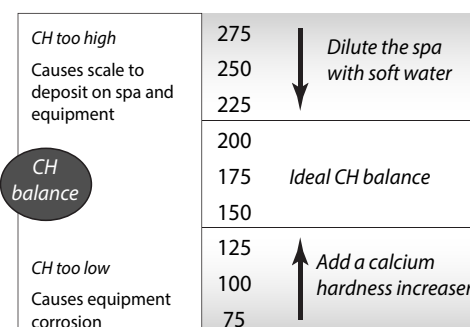 CH too high
Causes scale to
deposit on spa and
equipment
CH
balance
CH too low
Causes equipment
corrosion
275
250
225
200
175
150
125
100
75
Dilute the spa
with soft water
Ideal CH balance
Add a calcium
hardness increaser